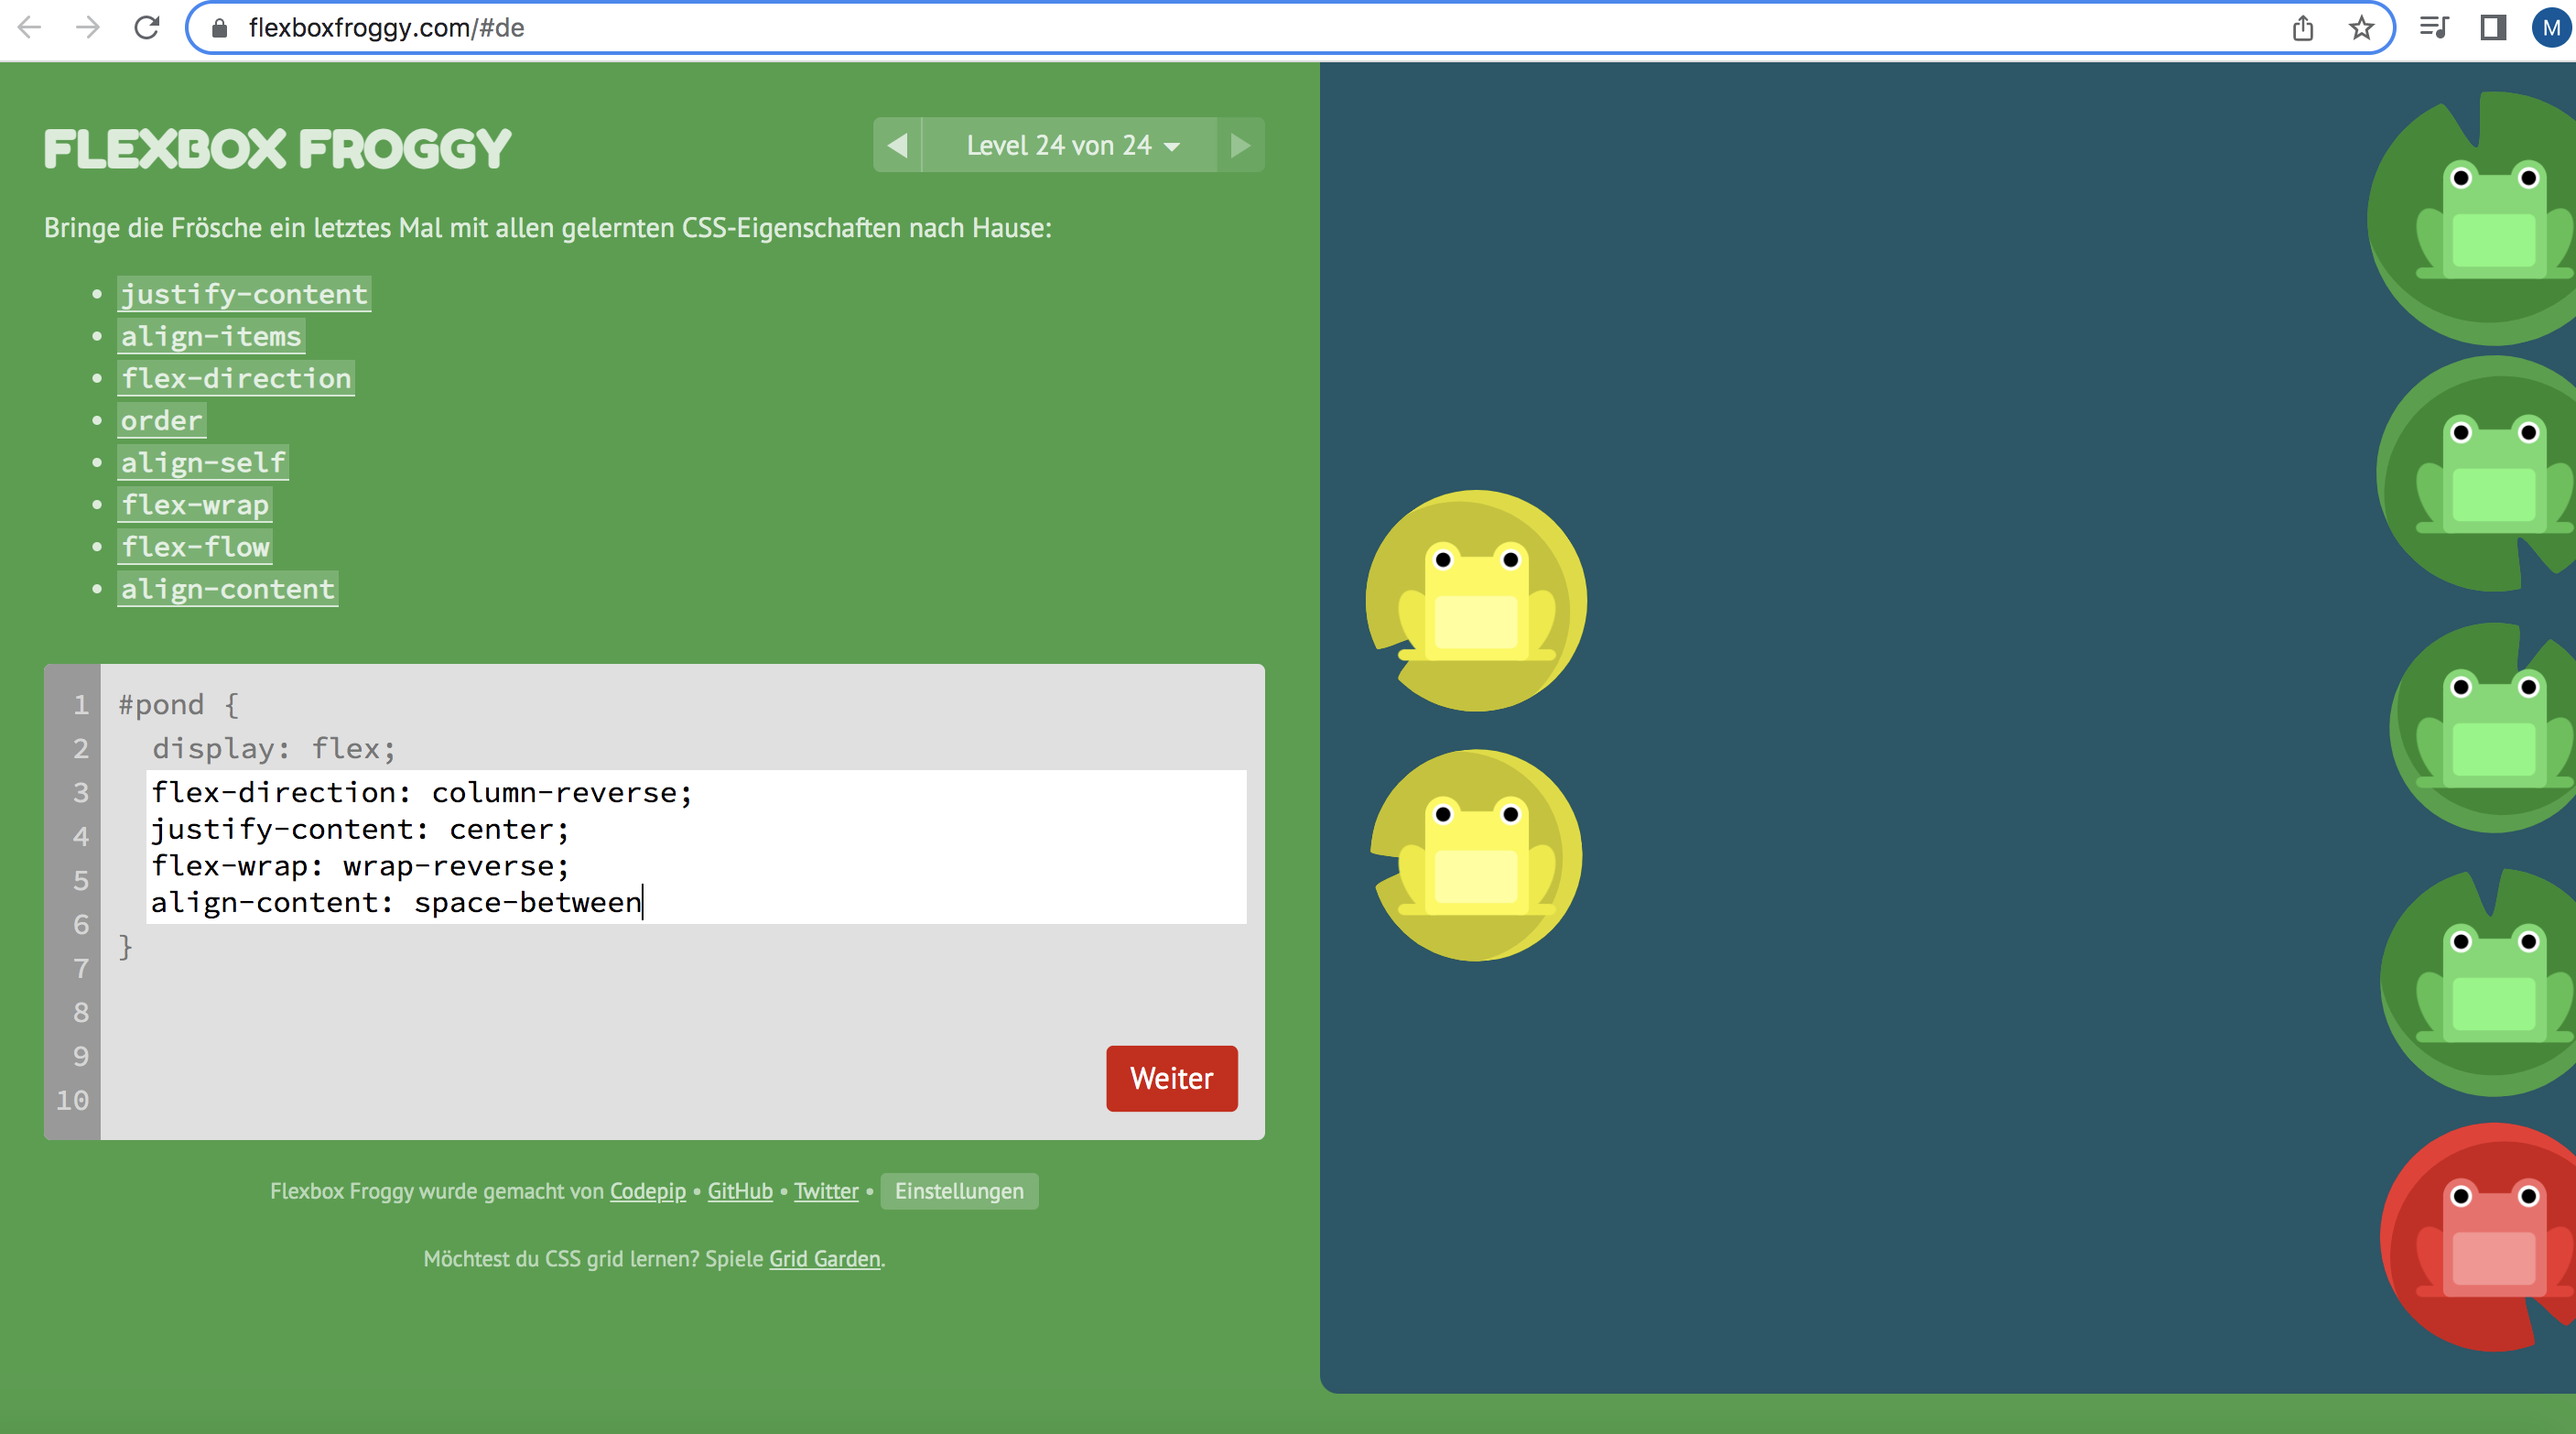 flexboxfroggy.com/#de
M
FLEXBOX FROGGY
Level 24 von 24
Bringe die Frösche ein letztes Mal mit allen gelernten CSS-Eigenschaften nach Hause:
• justify-content
• align-items
• flex-direction
• order
• align-self
• flex-wrap
• flex-flow
• align-content
1 #pond {
2 display: flex;
3 flex-direction: column-reverse;
4 justify-content: center;
5 flex-wrap: wrap-reverse;
6 align-content: space-between
7 }
8
9
10
Weiter
Flexbox Froggy wurde gemacht von Codepip • GitHub • Twitter • Einstellungen
Möchtest du CSS grid lernen? Spiele Grid Garden.